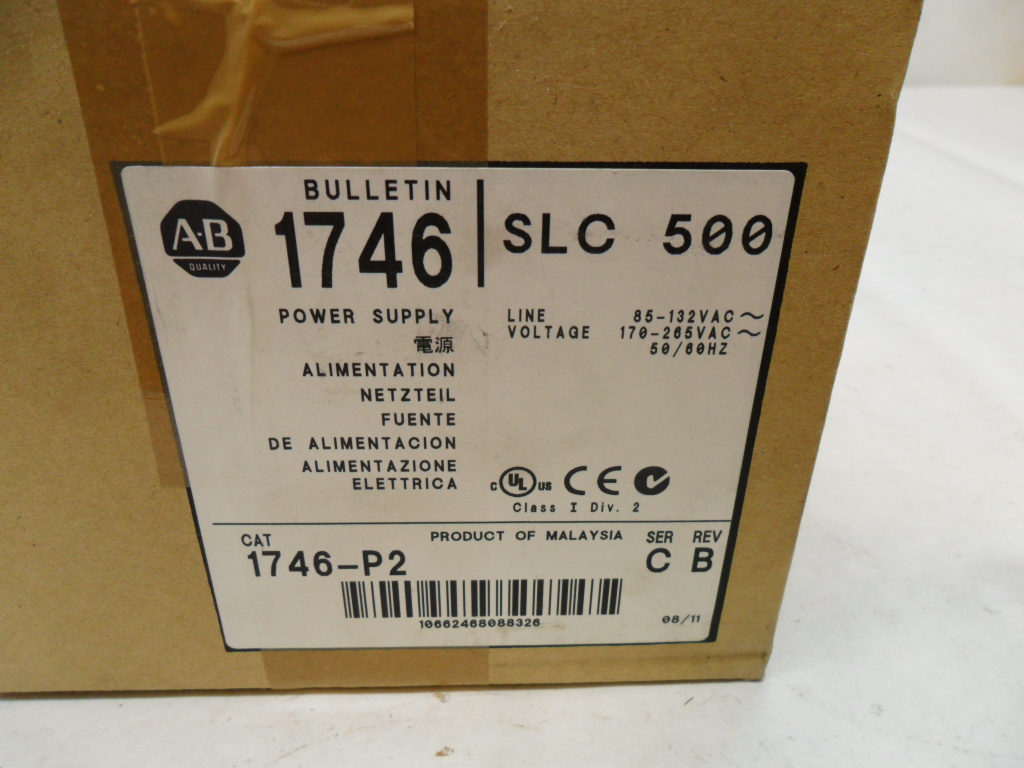 A·B
QUALITY
BULLETIN
1746
SLC 500
POWER SUPPLY
電源
ALIMENTATION
NETZTEIL
FUENTE
DE ALIMENTACION
ALIMENTAZIONE
ELETTRICA
LINE 85-132VAC~
VOLTAGE 170-265VAC~
50/60HZ
C UL US CE
Class I Div. 2
CAT PRODUCT OF MALAYSIA SER REV
1746-P2 C B
10662468088326
08/11